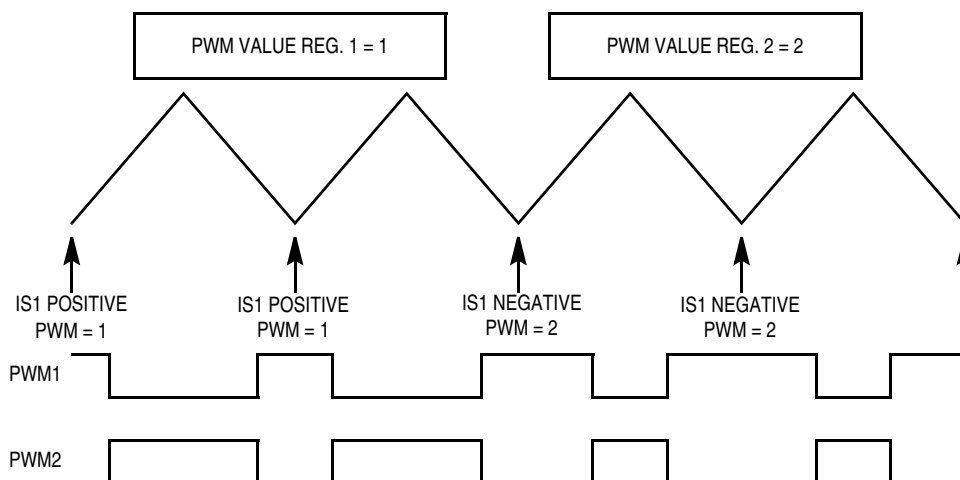 PWM VALUE REG. 1 = 1
PWM VALUE REG. 2 = 2
IS1 POSITIVE
PWM = 1
IS1 POSITIVE
PWM = 1
IS1 NEGATIVE
PWM = 2
IS1 NEGATIVE
PWM = 2
PWM1
PWM2